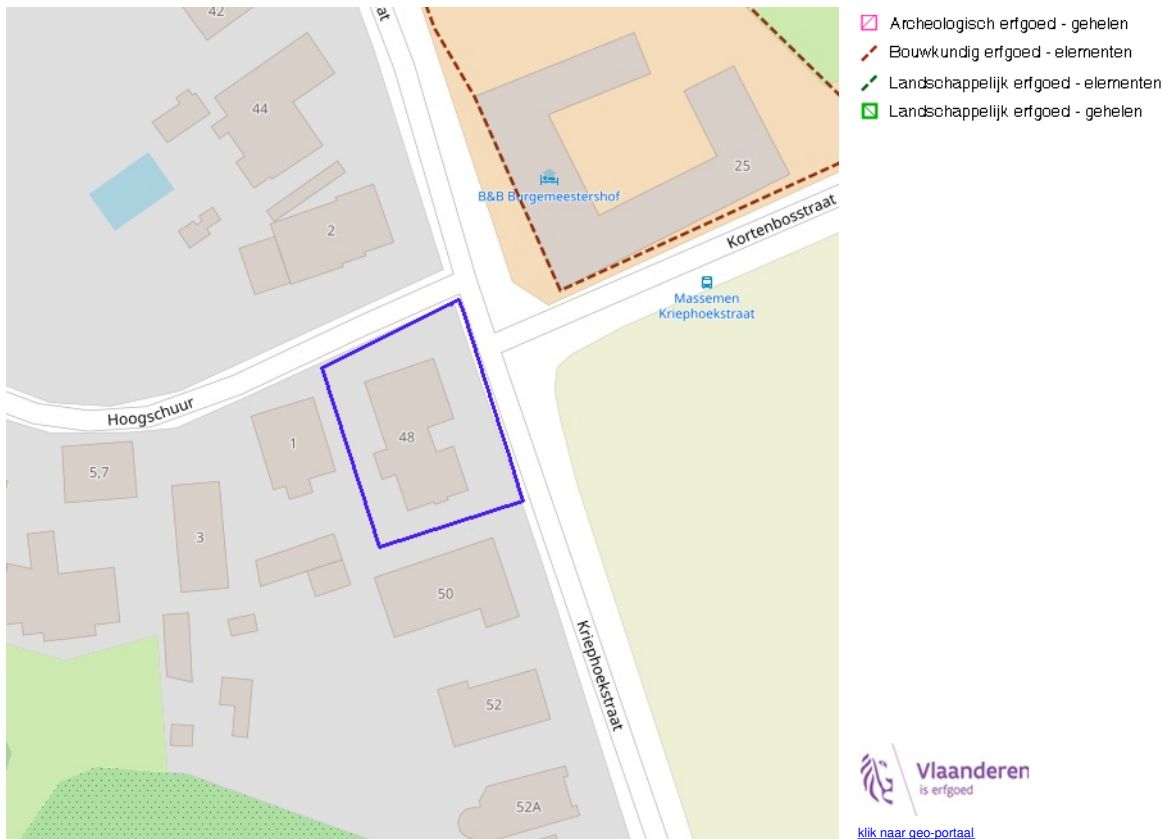 42
at
44
25
B&B Burgemeestershof
2
Kortenbosstraat
Massemen
Kriephoekstraat
Hoogschuur
1
48
5,7
3
50
Kriephoekstraat
52
52A
Archeologisch erfgoed - gehelen
Bouwkundig erfgoed - elementen
Landschappelijk erfgoed - elementen
Landschappelijk erfgoed - gehelen
Vlaanderen
is erfgoed
klik naar geo-portaal